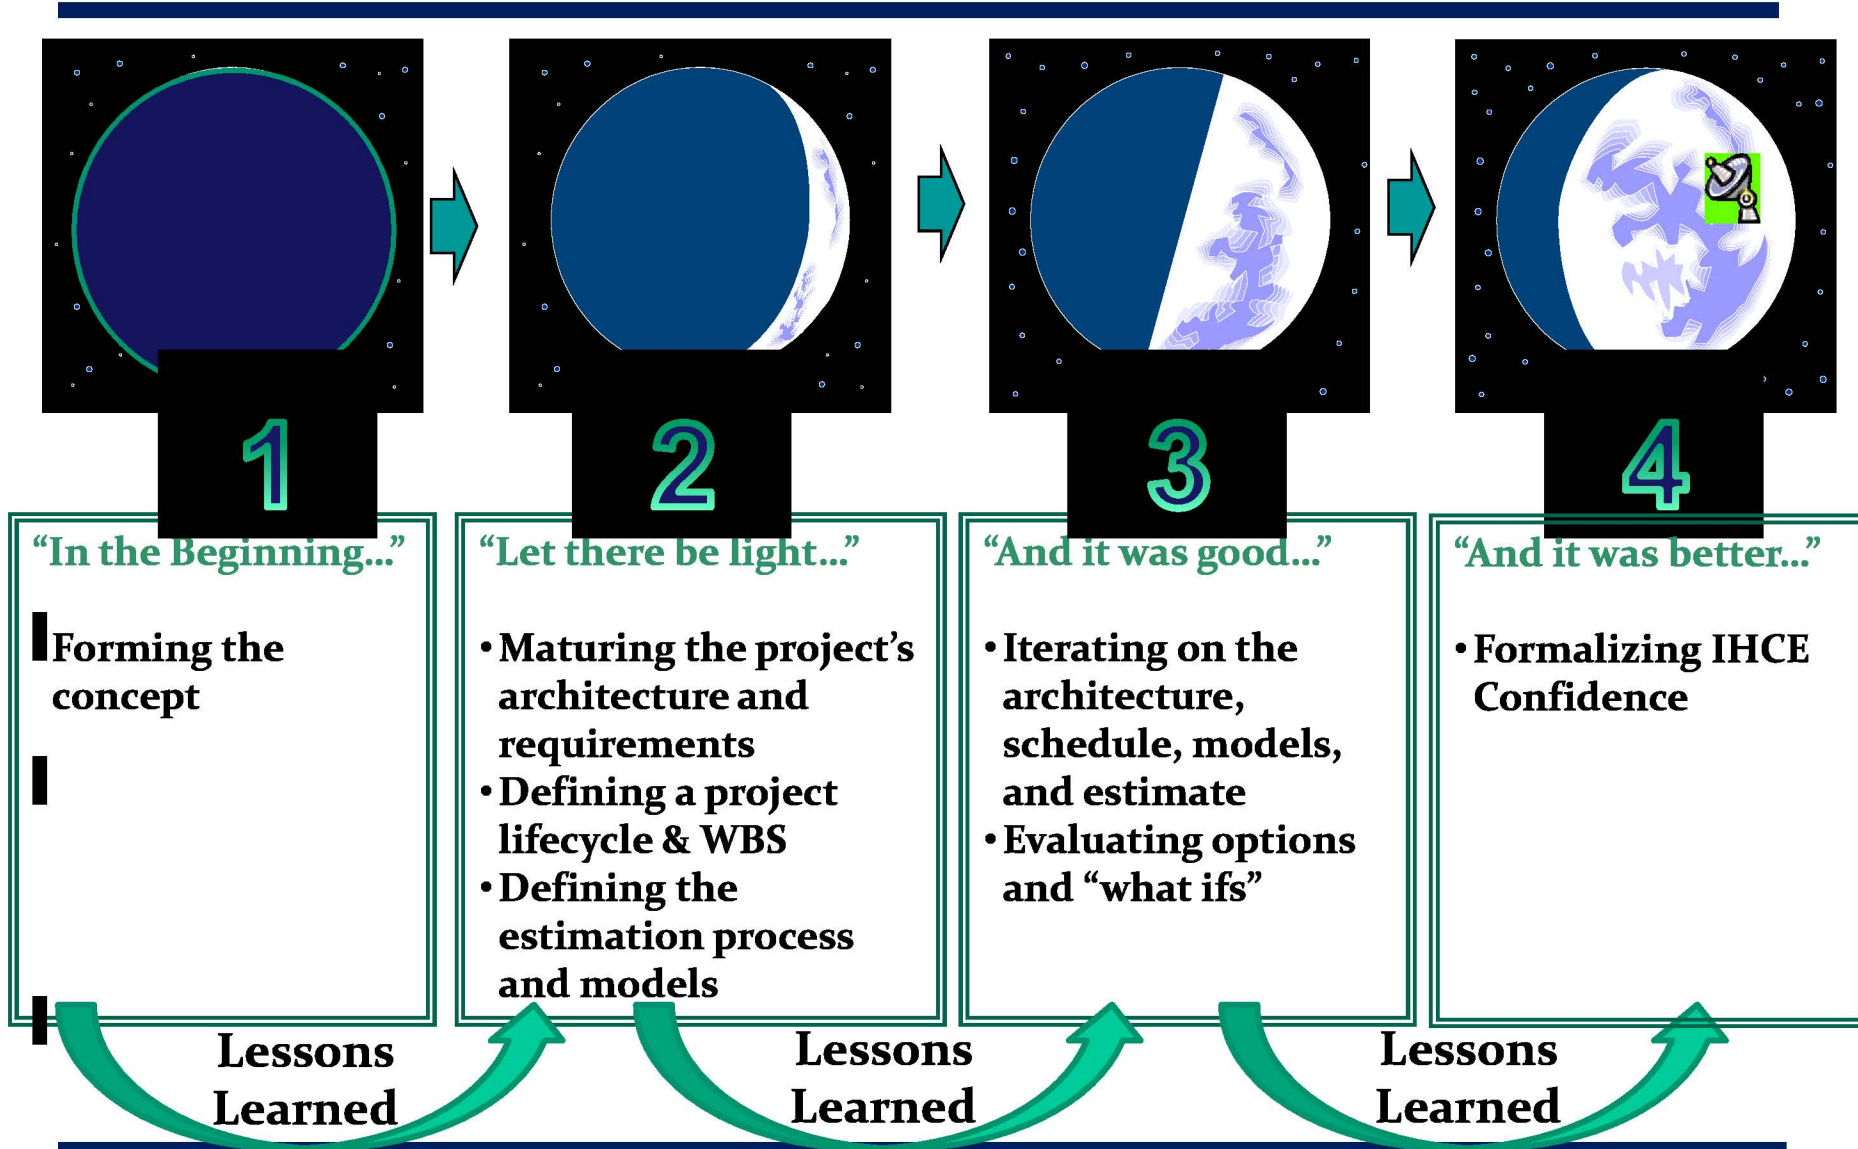 1
2
3
4
“In the Beginning...”
Forming the
concept
“Let there be light...”
•Maturing the project’s
architecture and
requirements
•Defining a project
lifecycle & WBS
•Defining the
estimation process
and models
“And it was good...”
•Iterating on the
architecture,
schedule, models,
and estimate
•Evaluating options
and “what ifs”
“And it was better...”
•Formalizing IHCE
Confidence
Lessons
Learned
Lessons
Learned
Lessons
Learned